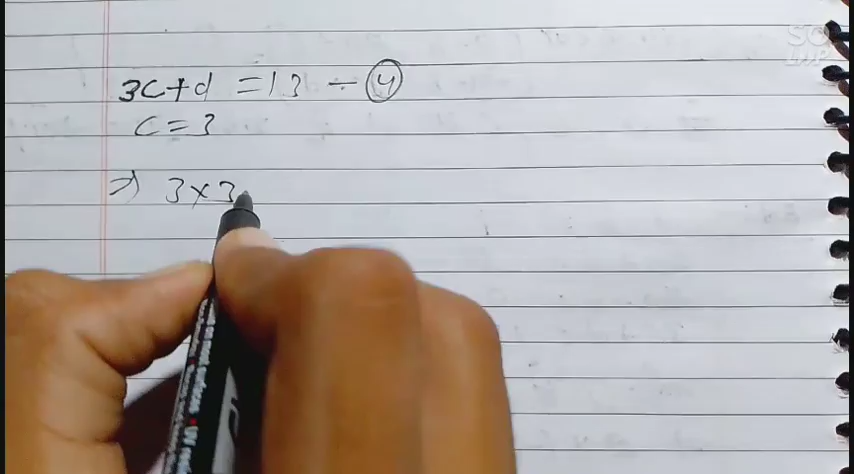 3c+d = 13 - ④
c = 3
⇒ 3×3